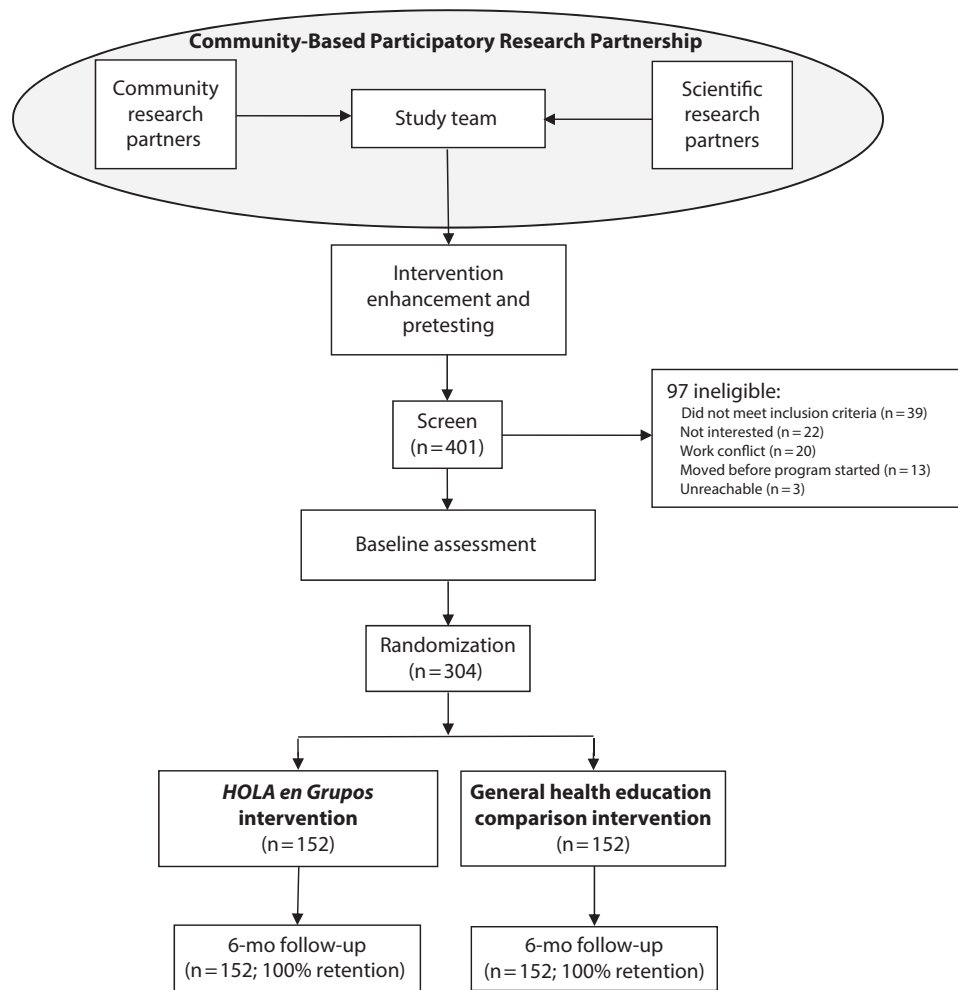 Community-Based Participatory Research Partnership
Community
research
partners
Study team
Scientific
research
partners
Intervention
enhancement and
pretesting
Screen
(n=401)
97 ineligible:
Did not meet inclusion criteria (n=39)
Not interested (n=22)
Work conflict (n=20)
Moved before program started (n=13)
Unreachable (n=3)
Baseline assessment
Randomization
(n=304)
HOLA en Grupos
intervention
(n=152)
General health education
comparison intervention
(n=152)
6-mo follow-up
(n=152; 100% retention)
6-mo follow-up
(n=152; 100% retention)